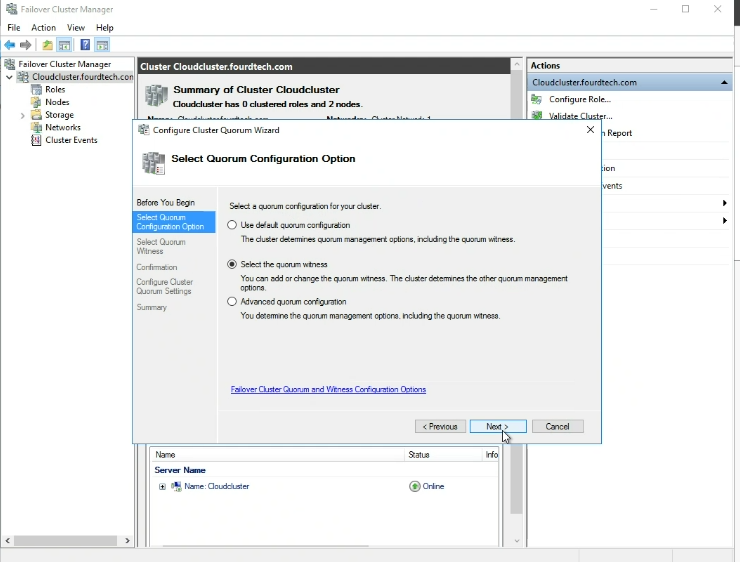 Failover Cluster Manager
File Action View Help
Failover Cluster Manager
Cloudcluster.fourdtech.con
Roles
Nodes
Storage
Networks
Cluster Events
Cluster Cloudcluster.fourdtech.com
Summary of Cluster Cloudcluster
Cloudcluster has 0 clustered roles and 2 nodes.
Configure Cluster Quorum Wizard
Select Quorum Configuration Option
Before You Begin
Select Quorum
Configuration Option
Select Quorum
Witness
Confirmation
Configure Cluster
Quorum Settings
Summary
Select a quorum configuration for your cluster.
Use default quorum configuration
The cluster determines quorum management options, including the quorum witness.
Select the quorum witness
You can add or change the quorum witness. The cluster determines the other quorum management
options.
Advanced quorum configuration
You determine the quorum management options, including the quorum witness.
Failover Cluster Quorum and Witness Configuration Options
< Previous Next > Cancel
Name Status Info
Server Name
Name: Cloudcluster Online
Actions
Cloudcluster.fourdtech.com
Configure Role...
Validate Cluster...
n Report
ion
vents